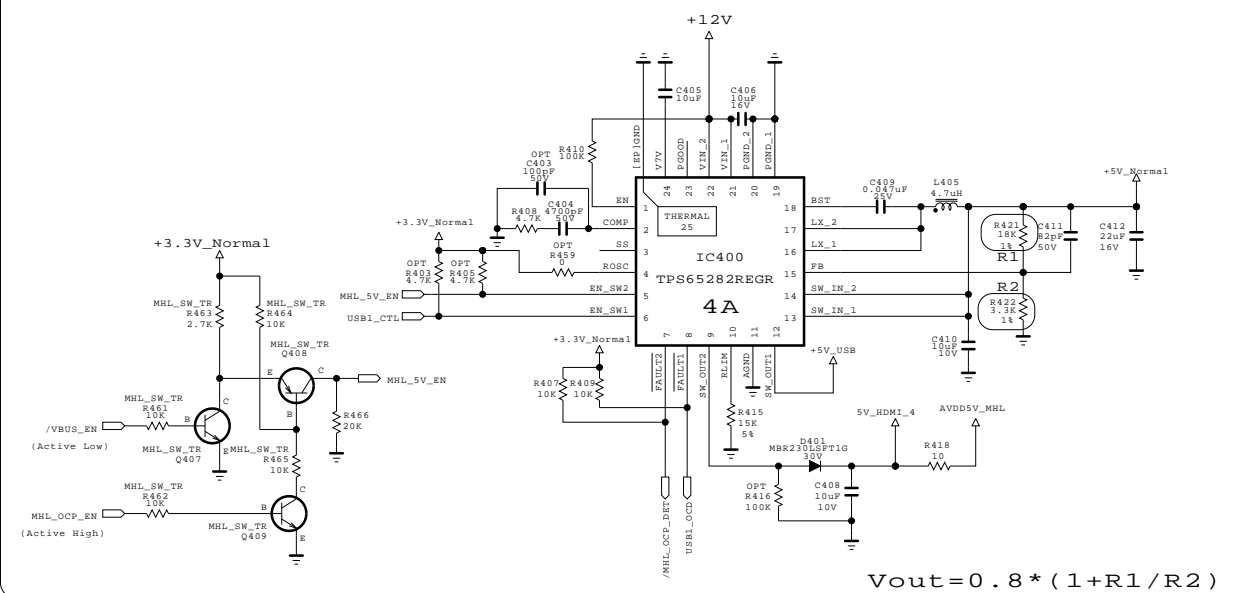 +12V
C405
10uF
C406
10uF
16V
[EP]GND
V7V
PGOOD
VIN_2
VIN_1
PGND_2
PGND_1
24
23
22
21
20
19
R410
100K
OPT
C403
100pF
50V
C404
4700pF
50V
R408
4.7K
+3.3V_Normal
OPT
R459
0
OPT
R403
4.7K
OPT
R405
4.7K
MHL_5V_EN
USB1_CTL
EN
COMP
SS
ROSC
EN_SW2
EN_SW1
1
2
3
4
5
6
THERMAL
25
IC400
TPS65282REGR
4A
18
17
16
15
14
13
BST
LX_2
LX_1
FB
SW_IN_2
SW_IN_1
C409
0.047uF
25V
L405
4.7uH
+5V_Normal
R421
18K
1%
R1
C411
82pF
50V
C412
22uF
16V
R2
R422
3.3K
1%
C410
10uF
10V
7
8
9
10
11
12
FAULT2
FAULT1
SW_OUT2
RLIM
AGND
SW_OUT1
+5V_USB
+3.3V_Normal
R407
10K
R409
10K
R415
15K
5%
/MHL_OCP_DET
USB1_OCD
D401
MBR230LSFT1G
30V
5V_HDMI_4
AVDD5V_MHL
R418
10
OPT
R416
100K
C408
10uF
10V
+3.3V_Normal
MHL_SW_TR
R463
2.7K
MHL_SW_TR
R464
10K
MHL_SW_TR
Q408
E
C
B
MHL_5V_EN
R466
20K
MHL_SW_TR
R461
10K
/VBUS_EN
(Active Low)
B
C
E
MHL_SW_TR
Q407
MHL_SW_TR
R465
10K
MHL_SW_TR
R462
10K
MHL_OCP_EN
(Active High)
B
C
E
MHL_SW_TR
Q409
Vout=0.8*(1+R1/R2)